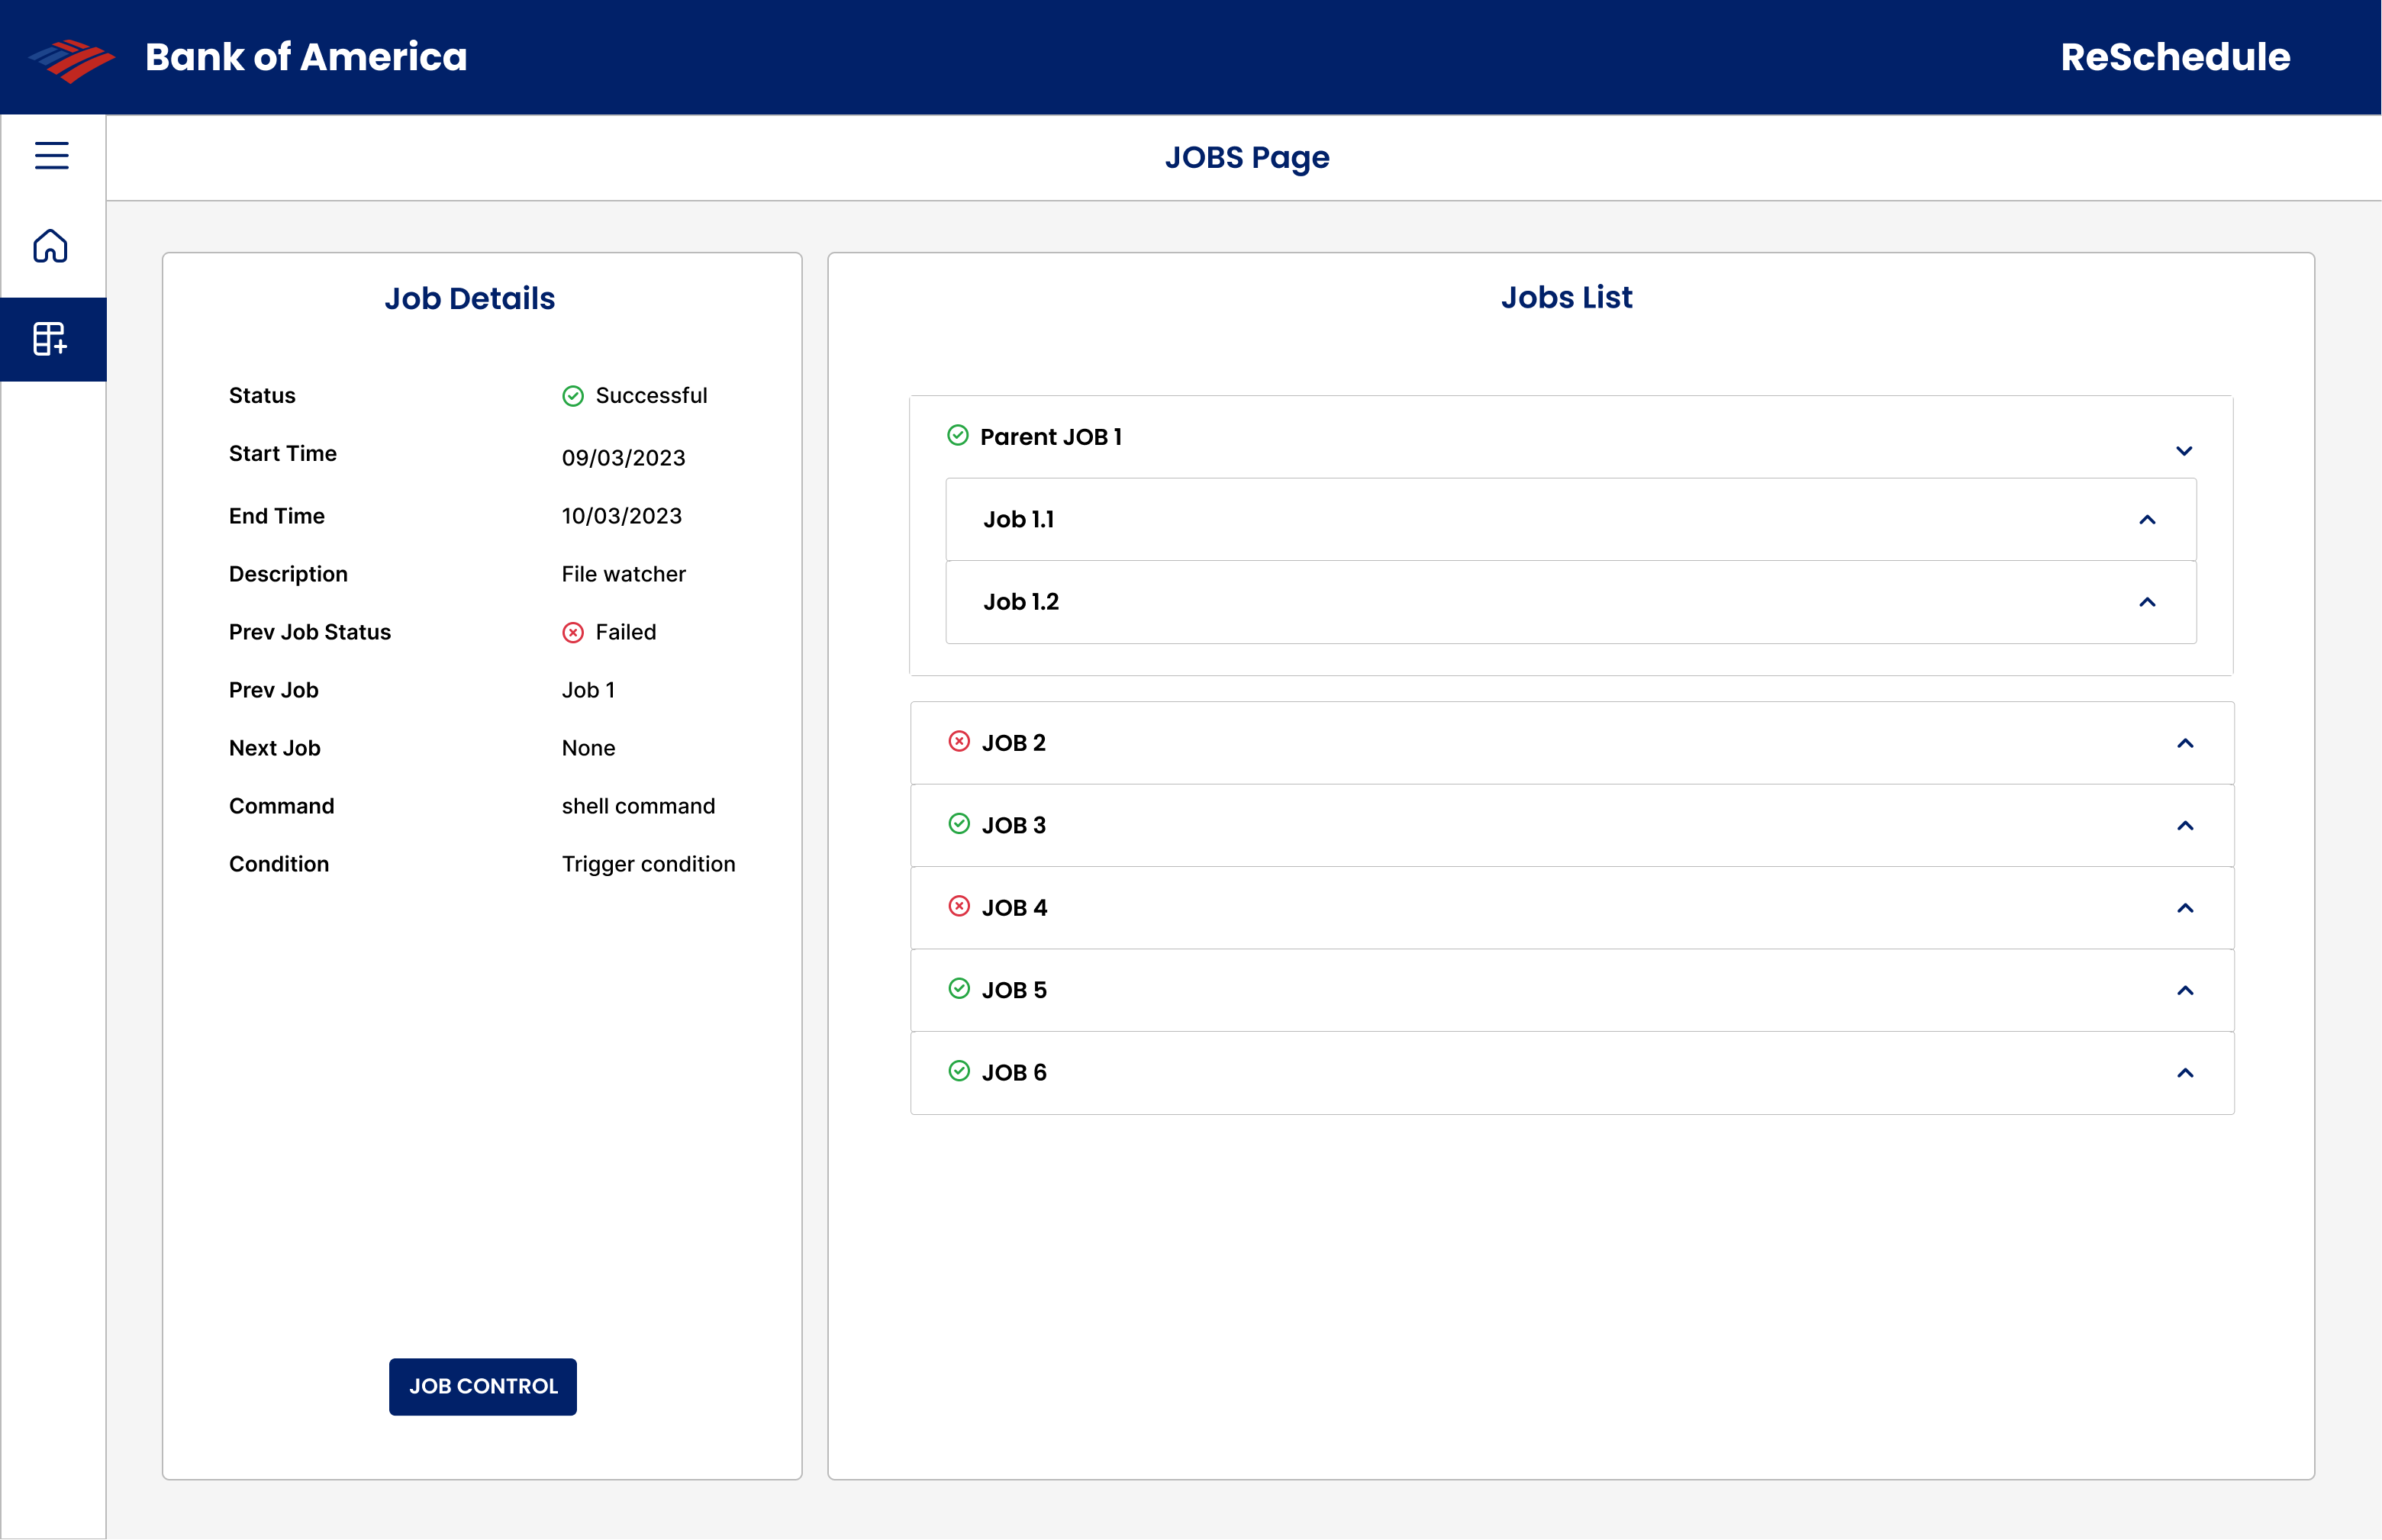 Bank of America
ReSchedule
JOBS Page
Job Details
Status Successful
Start Time 09/03/2023
End Time 10/03/2023
Description File watcher
Prev Job Status Failed
Prev Job Job 1
Next Job None
Command shell command
Condition Trigger condition
JOB CONTROL
Jobs List
Parent JOB 1
Job 1.1
Job 1.2
JOB 2
JOB 3
JOB 4
JOB 5
JOB 6